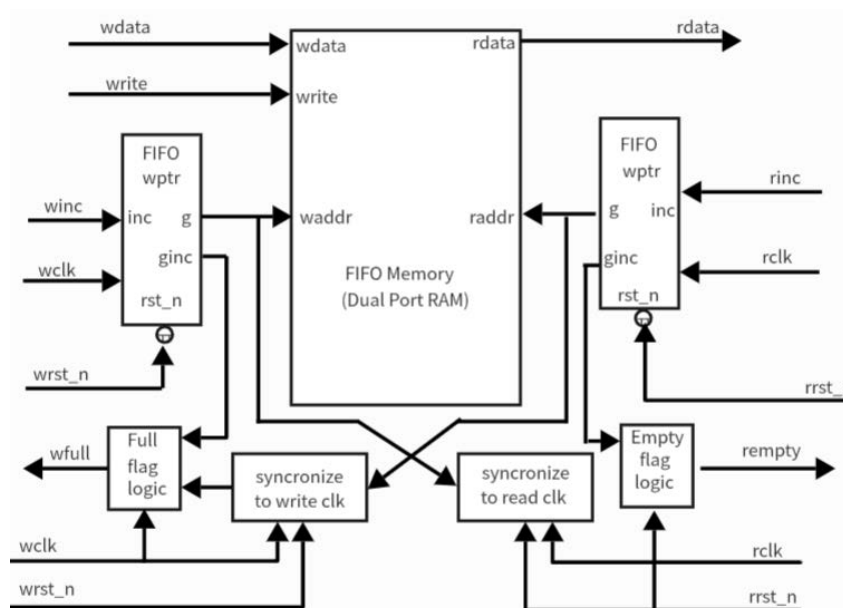 wdata
wdata
rdata
rdata
write
write
FIFO
wptr
FIFO
wptr
winc
inc
g
waddr
raddr
g
inc
rinc
wclk
ginc
ginc
rclk
rst_n
FIFO Memory
(Dual Port RAM)
rst_n
wrst_n
rrst_
wfull
Full
flag
logic
syncronize
to write clk
syncronize
to read clk
Empty
flag
logic
rempty
wclk
rclk
wrst_n
rrst_n